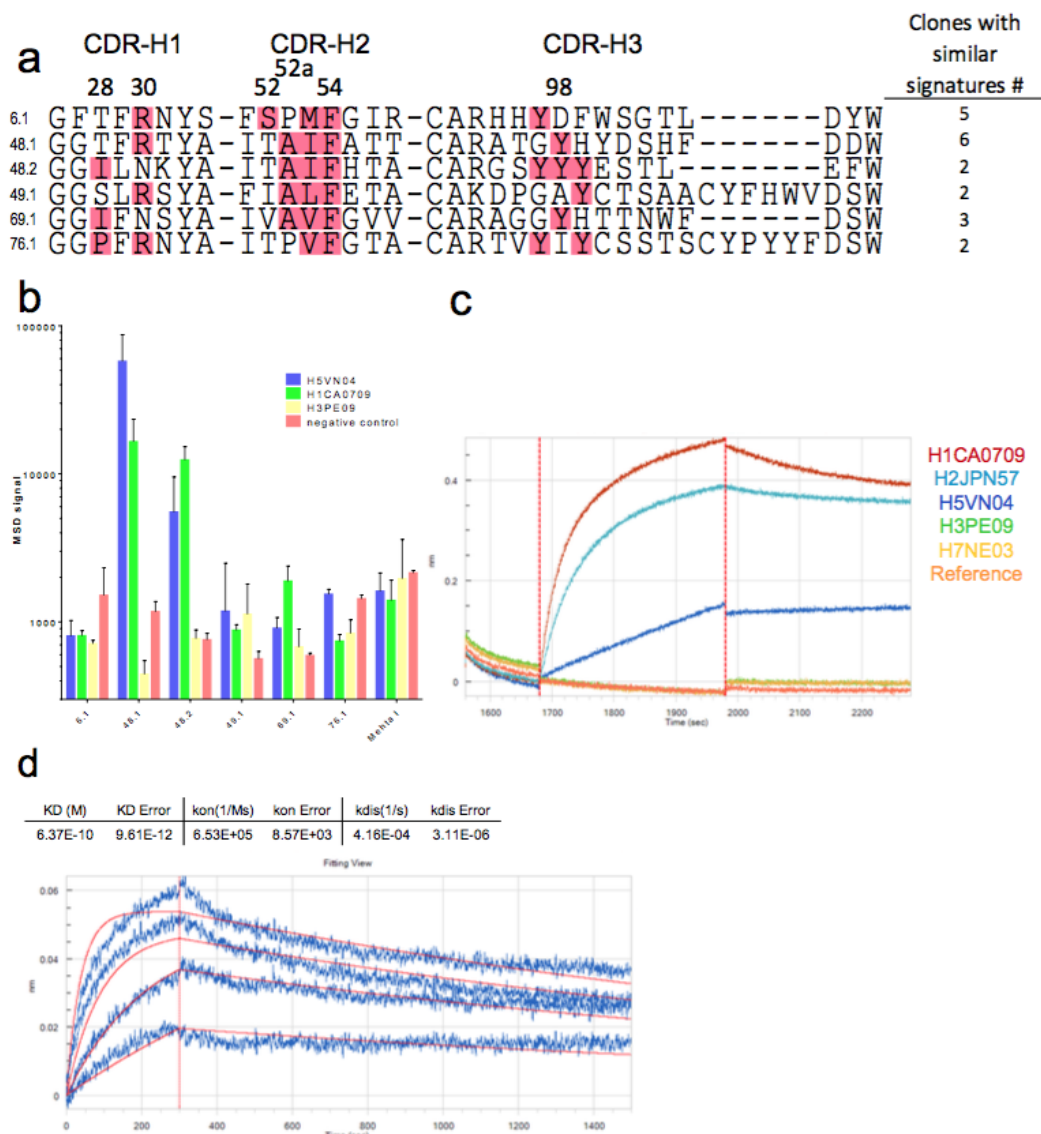 a
CDR-H1 CDR-H2 CDR-H3
Clones with similar signatures #
28 30 52 52a 54 98
6.1 GGFTFRNYS-FSPMFGIR-CARHHYDFWSGTL------DYW 5
48.1 GGTFRTYA-ITAIFATT-CARATGYHYDSHF------DDW 6
48.2 GGILNKYA-ITAIFHTA-CARGSYYYESTL------EFW 2
49.1 GGSLRSYA-FIALFETA-CAKDPGAYCTSAACYFHWVDSW 2
69.1 GGIFNSYA-IVAVFGVV-CARAGGYHTTNWF------DSW 3
76.1 GGPFRNYA-ITPVFGTA-CARTVYIYCSSTSCYPYYFDSW 2
b
100000
10000
1000
MSD signal
H5VN04
H1CA0709
H3PE09
negative control
6.1 48.1 48.2 49.1 69.1 76.1 Mehta I
c
0.4
0.2
0
nm
1600 1700 1800 1900 2000 2100 2200
Time (sec)
H1CA0709
H2JPN57
H5VN04
H3PE09
H7NE03
Reference
d
KD (M) KD Error kon(1/Ms) kon Error kdis(1/s) kdis Error
6.37E-10 9.61E-12 6.53E+05 8.57E+03 4.16E-04 3.11E-06
Fitting View
0.06
0.04
0.02
0
nm
0 200 400 600 800 1000 1200 1400